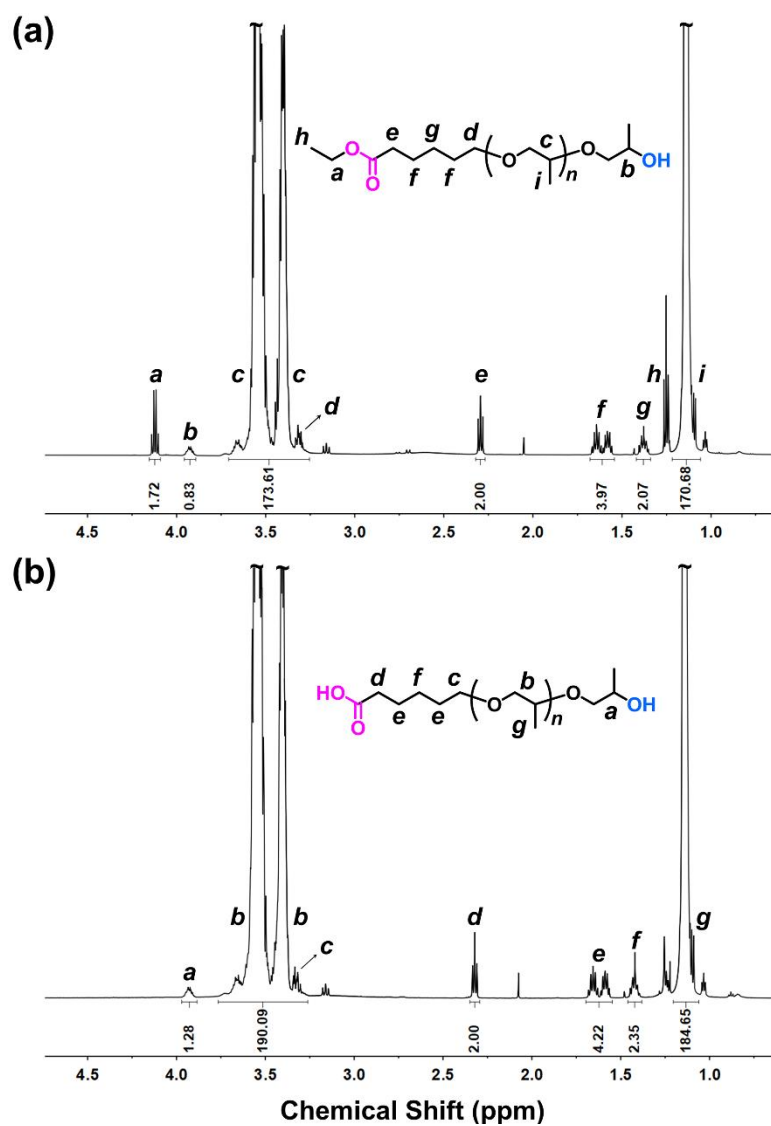 (a)
h
O
a
O
e
f
g
f
d
O
c
i
n
O
b
OH
a
b
c
c
d
e
f
g
h
i
1.72
0.83
173.61
2.00
3.97
2.07
170.68
4.5 4.0 3.5 3.0 2.5 2.0 1.5 1.0
(b)
HO
O
d
e
f
e
c
O
b
g
n
O
a
OH
a
b
b
c
d
e
f
g
1.28
190.09
2.00
4.22
2.35
184.65
4.5 4.0 3.5 3.0 2.5 2.0 1.5 1.0
Chemical Shift (ppm)